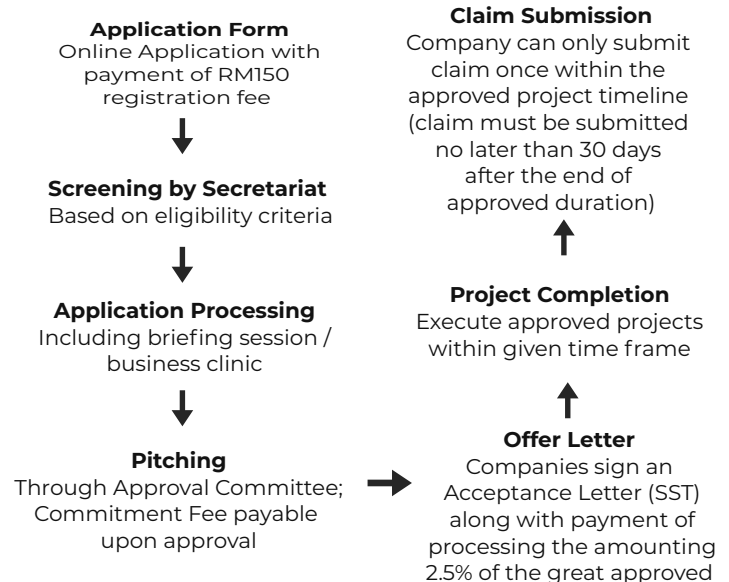 Application Form
Online Application with
payment of RM150
registration fee
Screening by Secretariat
Based on eligibility criteria
Application Processing
Including briefing session /
business clinic
Pitching
Through Approval Committee;
Commitment Fee payable
upon approval
Offer Letter
Companies sign an
Acceptance Letter (SST)
along with payment of
processing the amounting
2.5% of the great approved
Project Completion
Execute approved projects
within given time frame
Claim Submission
Company can only submit
claim once within the
approved project timeline
(claim must be submitted
no later than 30 days
after the end of
approved duration)